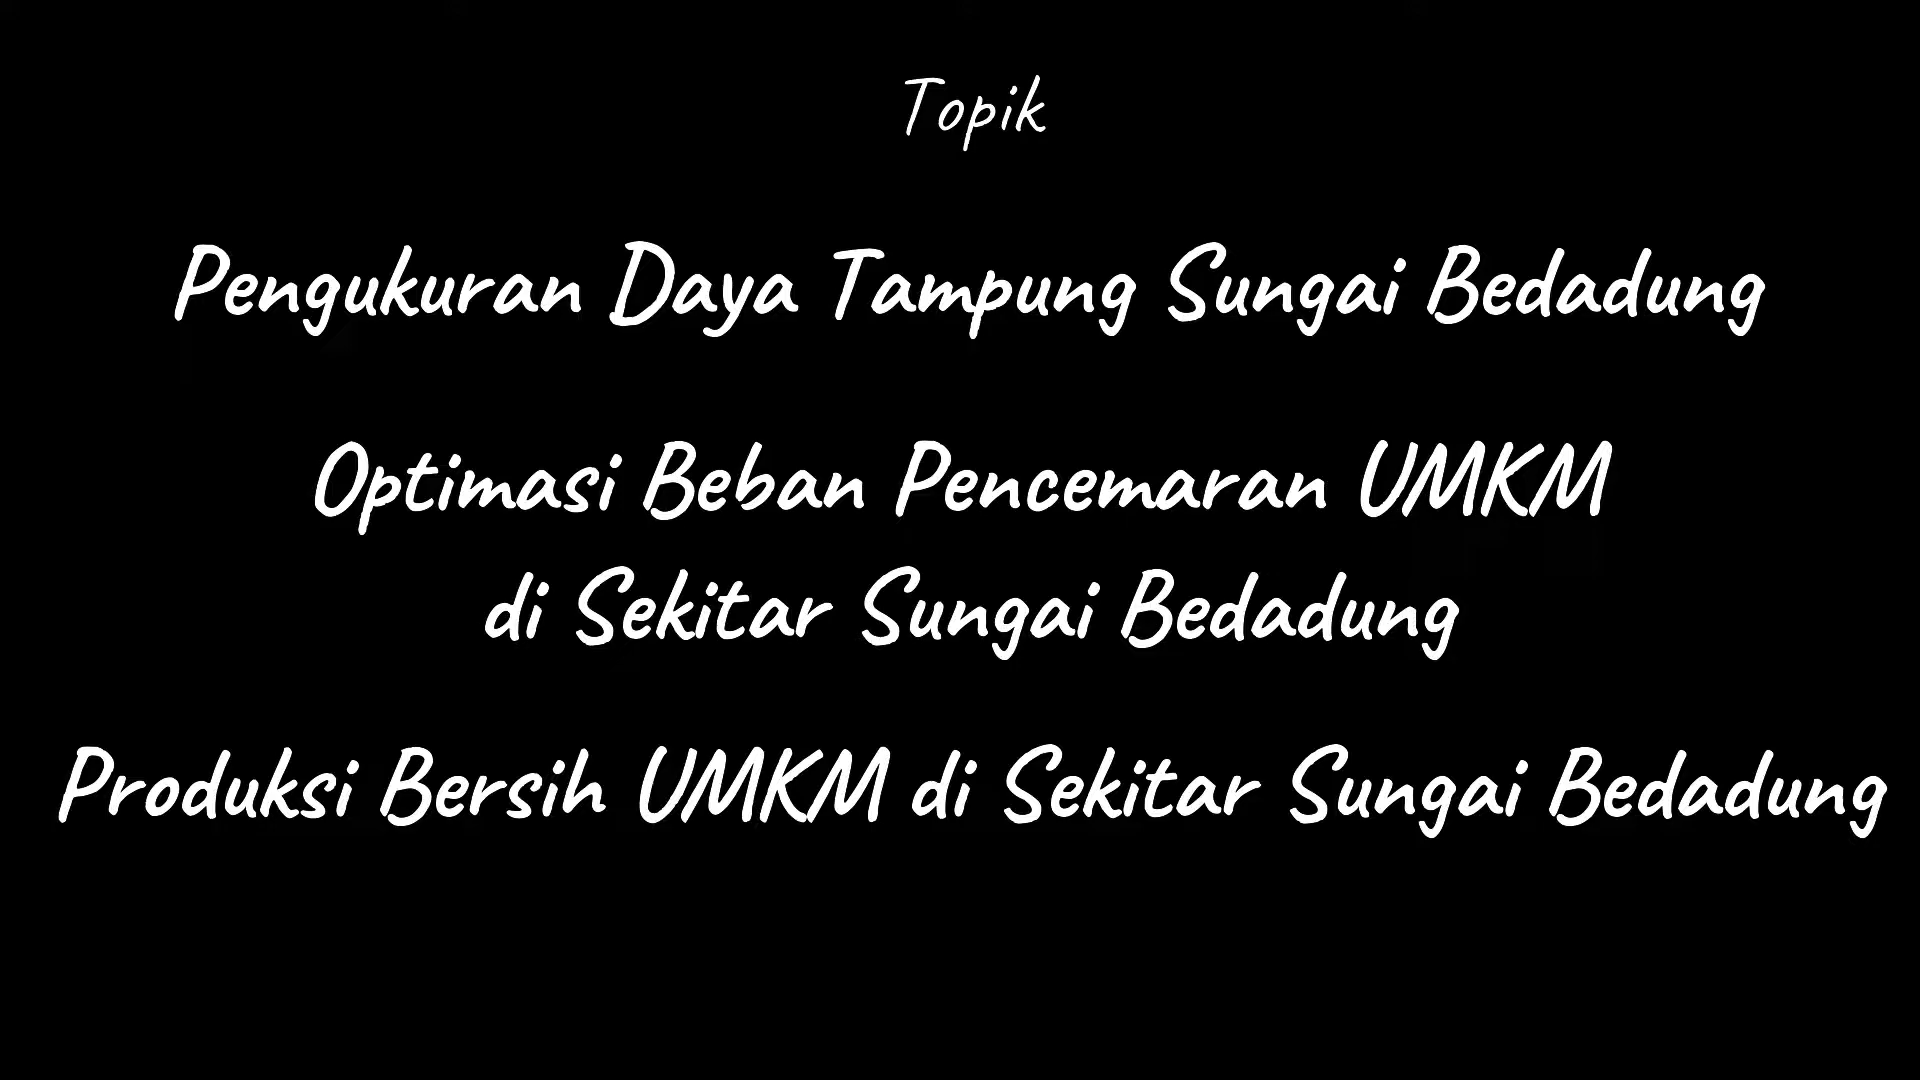 Topik
Pengukuran Daya Tampung Sungai Bedadung
Optimasi Beban Pencemaran UMKM
di Sekitar Sungai Bedadung
Produksi Bersih UMKM di Sekitar Sungai Bedadung